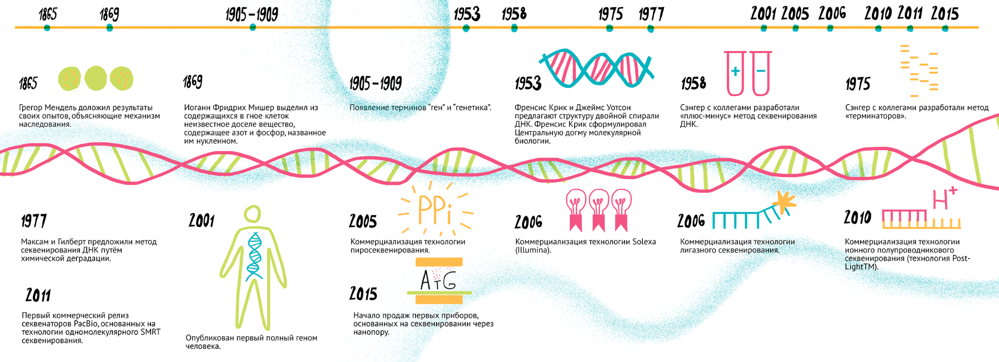 1865 1869 1905–1909 1953 1958 1975 1977 2001 2005 2006 2010 2011 2015
1865
Грегор Мендель доложил результаты
своих опытов, объясняющие механизм
наследования.
1869
Иоганн Фридрих Мишер выделил из
содержащихся в гное клеток
неизвестное доселе вещество,
содержащее азот и фосфор, названное
им нуклеином.
1905–1909
Появление терминов “ген” и “генетика”.
1953
Френсис Крик и Джеймс Уотсон
предлагают структуру двойной спирали
ДНК. Френсис Крик сформулировал
Центральную догму молекулярной
биологии.
1958
+ −
Сэнгер с коллегами разработали
«плюс-минус» метод секвенирования
ДНК.
1975
Сэнгер с коллегами разработали метод
«терминаторов».
1977
Максам и Гилберт предложили метод
секвенирования ДНК путём
химической деградации.
2001
Опубликован первый полный геном
человека.
2005
PPi
Коммерциализация технологии
пиросеквенирования.
2006
Коммерциализация технологии Solexa
(Illumina).
2006
Коммерциализация технологии
лигазного секвенирования.
2010
H+
Коммерциализация технологии
ионного полупроводникового
секвенирования (технология Post-
LightTM).
2011
Первый коммерческий релиз
секвенаторов PacBio, основанных на
технологии одномолекулярного SMRT
секвенирования.
2015
ATG
Начало продаж первых приборов,
основанных на секвенировании через
нанопору.